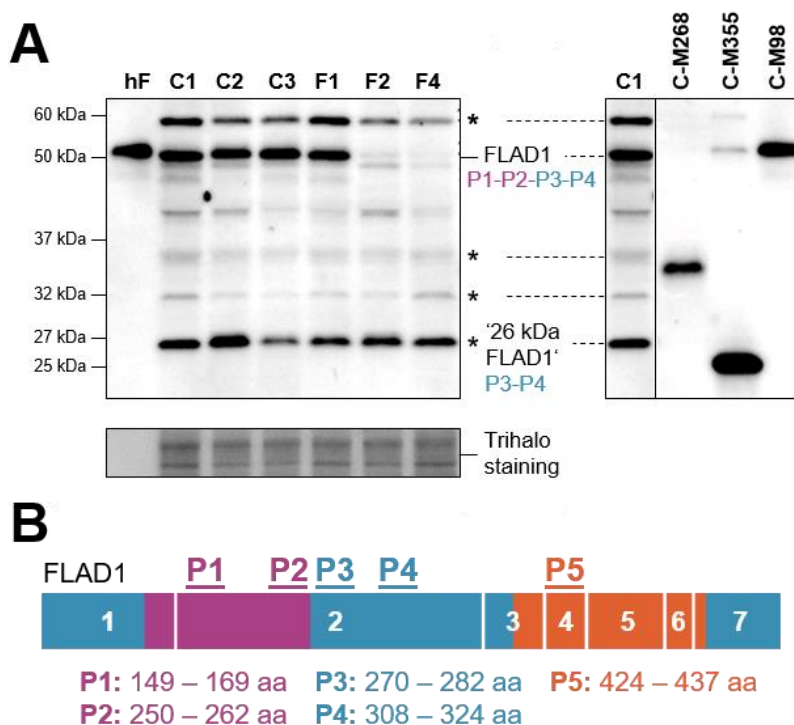 A
hF C1 C2 C3 F1 F2 F4
C1 C-M268 C-M355 C-M98
60 kDa
50 kDa
37 kDa
32 kDa
27 kDa
25 kDa
*
FLAD1
P1-P2-P3-P4
*
*
* ‘26 kDa
FLAD1‘
P3-P4
Trihalo
staining
B
FLAD1 P1 P2 P3 P4 P5
1 2 3 4 5 6 7
P1: 149 – 169 aa P3: 270 – 282 aa P5: 424 – 437 aa
P2: 250 – 262 aa P4: 308 – 324 aa